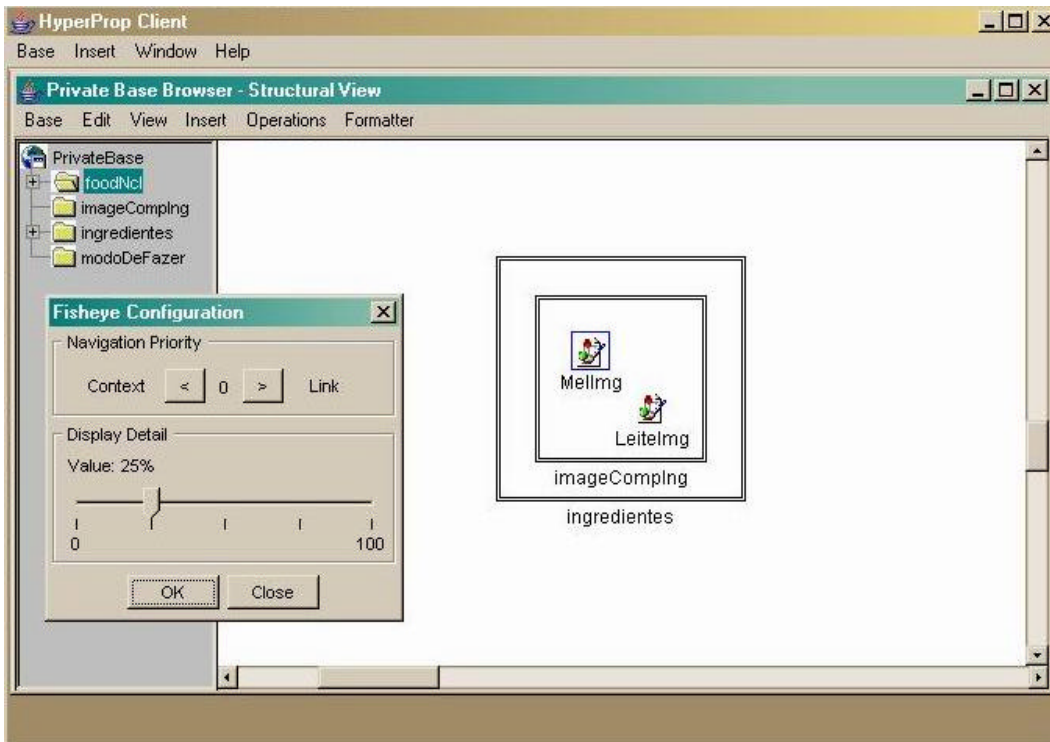 HyperProp Client
Base Insert Window Help
Private Base Browser - Structural View
Base Edit View Insert Operations Formatter
PrivateBase
foodNcl
imageCompIng
ingredientes
modoDeFazer
Fisheye Configuration
Navigation Priority
Context < 0 > Link
Display Detail
Value: 25%
0 100
OK Close
MelImg
LeiteImg
imageCompIng
ingredientes